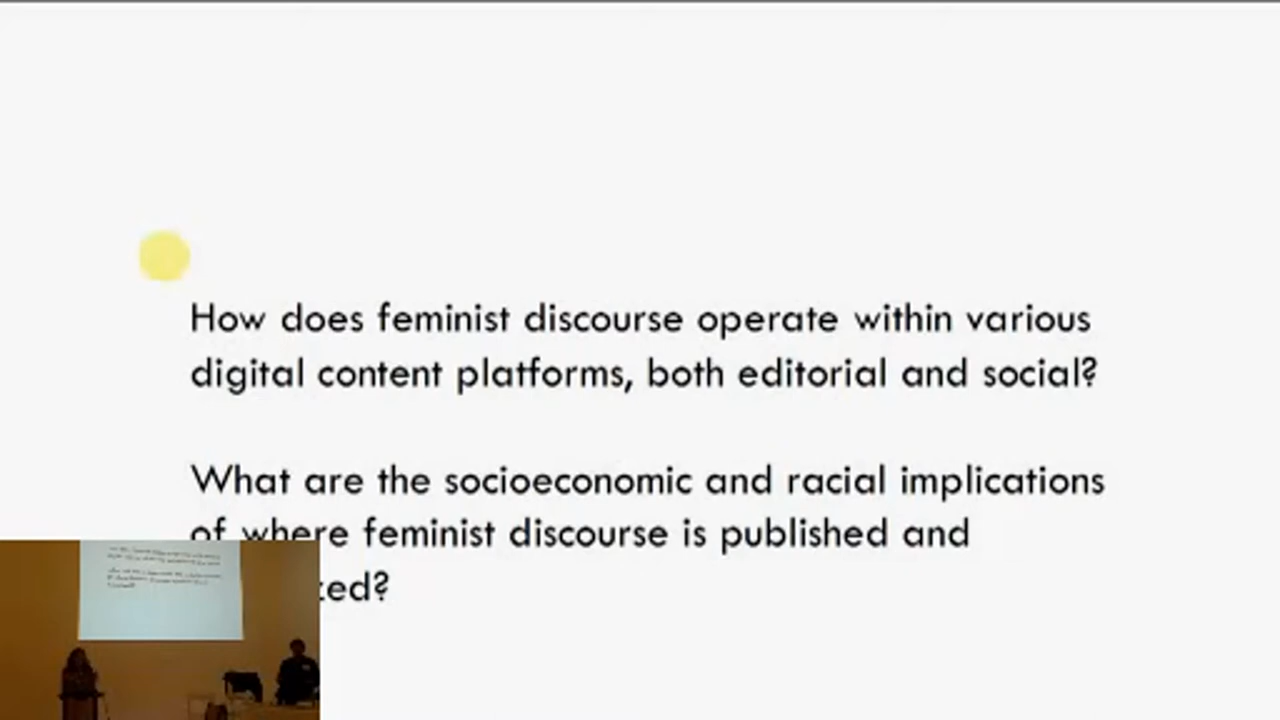 How does feminist discourse operate within various
digital content platforms, both editorial and social?
What are the socioeconomic and racial implications
of where feminist discourse is published and